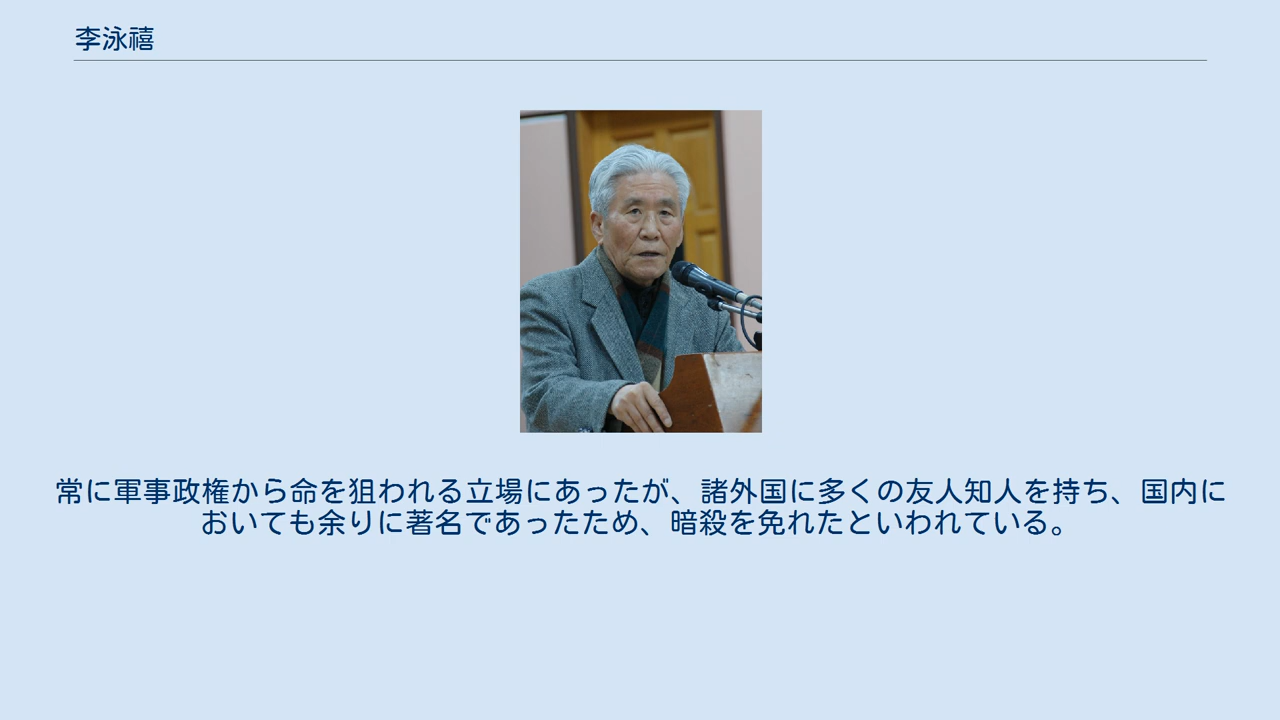 李泳禧
常に軍事政権から命を狙われる立場にあったが、諸外国に多くの友人知人を持ち、国内に
おいても余りに著名であったため、暗殺を免れたといわれている。